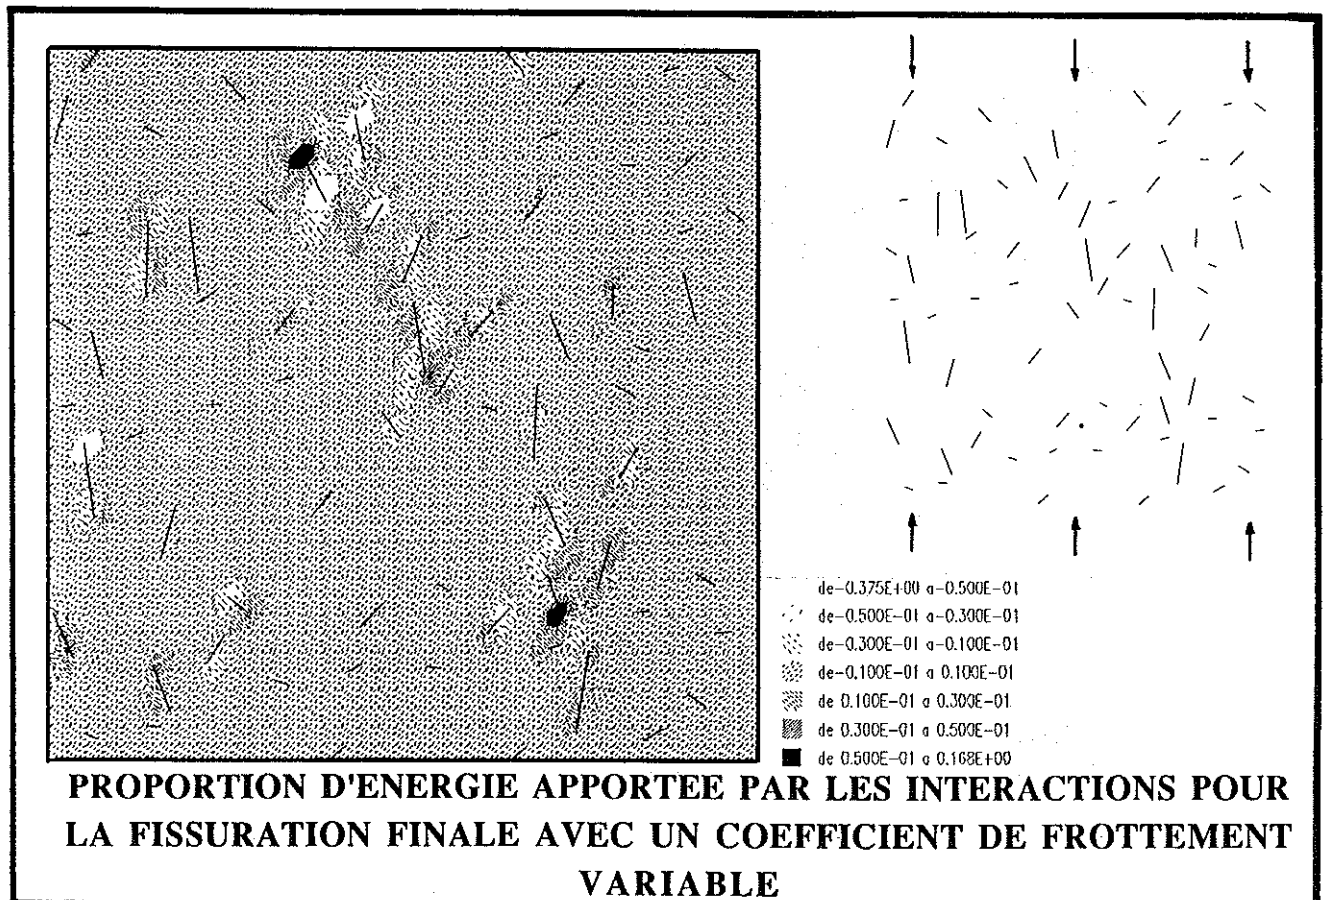 de-0.375E+00 a-0.500E-01
de-0.500E-01 a-0.300E-01
de-0.300E-01 a-0.100E-01
de-0.100E-01 a 0.100E-01
de 0.100E-01 a 0.300E-01
de 0.300E-01 a 0.500E-01
de 0.500E-01 a 0.168E+00
PROPORTION D'ENERGIE APPORTEE PAR LES INTERACTIONS POUR
LA FISSURATION FINALE AVEC UN COEFFICIENT DE FROTTEMENT
VARIABLE